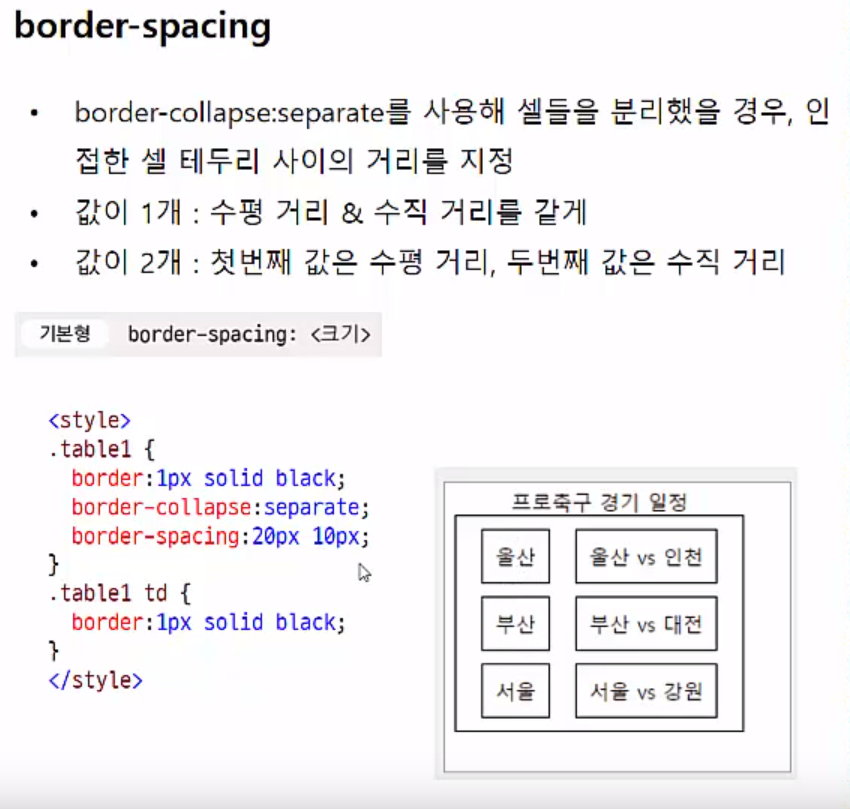 border-spacing
• border-collapse:separate를 사용해 셀들을 분리했을 경우, 인
접한 셀 테두리 사이의 거리를 지정
• 값이 1개 : 수평 거리 & 수직 거리를 같게
• 값이 2개 : 첫번째 값은 수평 거리, 두번째 값은 수직 거리
기본형 border-spacing: <크기>
<style>
.table1 {
border:1px solid black;
border-collapse:separate;
border-spacing:20px 10px;
}
.table1 td {
border:1px solid black;
}
</style>
프로축구 경기 일정
울산 울산 vs 인천
부산 부산 vs 대전
서울 서울 vs 강원